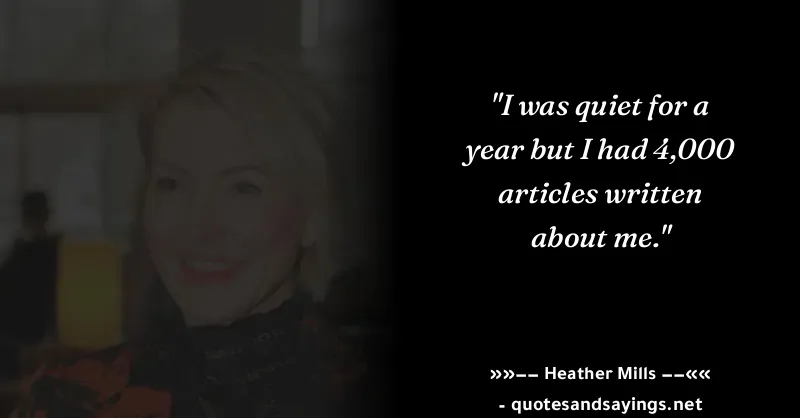 "I was quiet for a
year but I had 4,000
articles written
about me."
»»−− Heather Mills −−««
- quotesandsayings.net